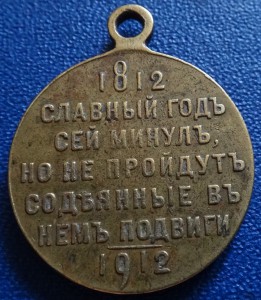 1812
СЛАВНЫЙ ГОДЪ
СЕЙ МИНУЛЪ,
НО НЕ ПРОЙДУТЪ
СОДѢЯННЫЕ ВЪ
НЕМЪ ПОДВИГИ
1912